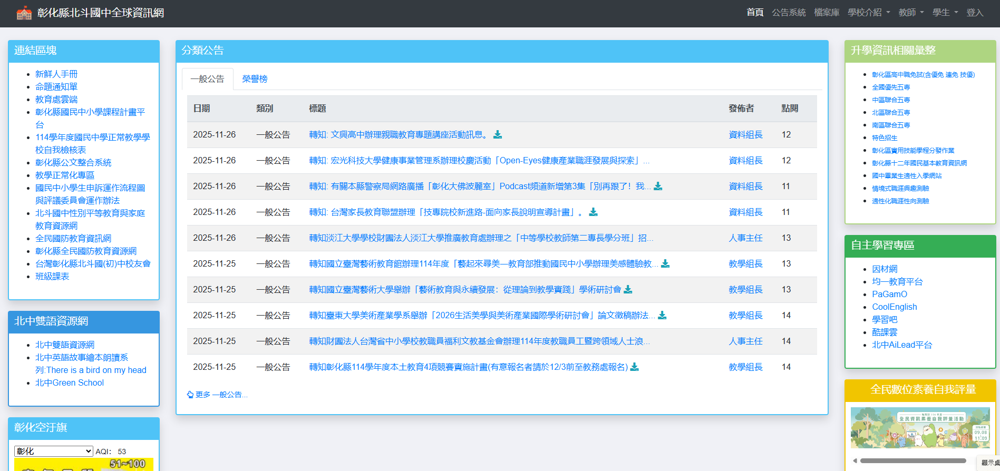 彰化縣北斗國中全球資訊網
首頁 公告系統 檔案庫 學校介紹 教師 學生 登入
連結區塊
新鮮人手冊
命題通知單
教育處雲端
彰化縣國民中小學課程計畫平
台
114學年度國民中學正常教學學
校自我檢核表
彰化縣公文整合系統
教學正常化專區
國民中小學生申訴運作流程圖
與評議委員會運作辦法
北斗國中性別平等教育與家庭
教育資源網
全民國防教育資訊網
彰化縣全民國防教育資源網
台灣彰化縣北斗國(初)中校友會
班級課表
北中雙語資源網
北中雙語資源網
北中英語故事繪本朗讀系
列:There is a bird on my head
北中Green School
彰化空汙旗
彰化 AQI： 53
51~100
分類公告
一般公告 榮譽榜
日期 類別 標題 發佈者 點閱
2025-11-26 一般公告 轉知: 文興高中辦理親職教育專題講座活動訊息。 資料組長 12
2025-11-26 一般公告 轉知: 宏光科技大學健康事業管理系辦理校慶活動「Open-Eyes健康產業職涯發展與探索」... 資料組長 12
2025-11-26 一般公告 轉知: 有關本縣警察局網路廣播「彰化大佛波麗室」Podcast頻道新增第3集「別再跟了！我... 資料組長 11
2025-11-26 一般公告 轉知: 台灣家長教育聯盟辦理「技專院校新進路-面向家長說明宣導計畫」。 資料組長 11
2025-11-26 一般公告 轉知淡江大學學校財團法人淡江大學推廣教育處辦理之「中等學校教師第二專長學分班」招... 人事主任 13
2025-11-25 一般公告 轉知國立臺灣藝術教育館辦理114年度「藝起來尋美—教育部推動國民中小學辦理美感體驗教... 教學組長 13
2025-11-25 一般公告 轉知國立臺灣藝術大學舉辦「藝術教育與永續發展：從理論到教學實踐」學術研討會 教學組長 13
2025-11-25 一般公告 轉知臺東大學美術產業學系舉辦「2026生活美學與美術產業國際學術研討會」論文徵稿辦法... 教學組長 14
2025-11-25 一般公告 轉知財團法人台灣省中小學校教職員福利文教基金會辦理114年度教職員工暨跨領域人士浪... 人事主任 14
2025-11-25 一般公告 轉知彰化縣114學年度本土教育4項競賽實施計畫(有意報名者請於12/3前至教務處報名) 教學組長 14
更多 一般公告...
升學資訊相關彙整
彰化區高中職免試(含優免 連免 技優)
全國優先五專
中區聯合五專
北區聯合五專
南區聯合五專
特色招生
彰化區實用技能學程分發作業
彰化縣十二年國民基本教育資訊網
國中畢業生適性入學網站
情境式職涯興趣測驗
適性化職涯性向測驗
自主學習專區
因材網
均一教育平台
PaGamO
CoolEnglish
學習吧
酷課雲
北中AiLead平台
全民數位素養自我評量
全民資訊素養自我評量活動
09.08
11.09
顯示桌